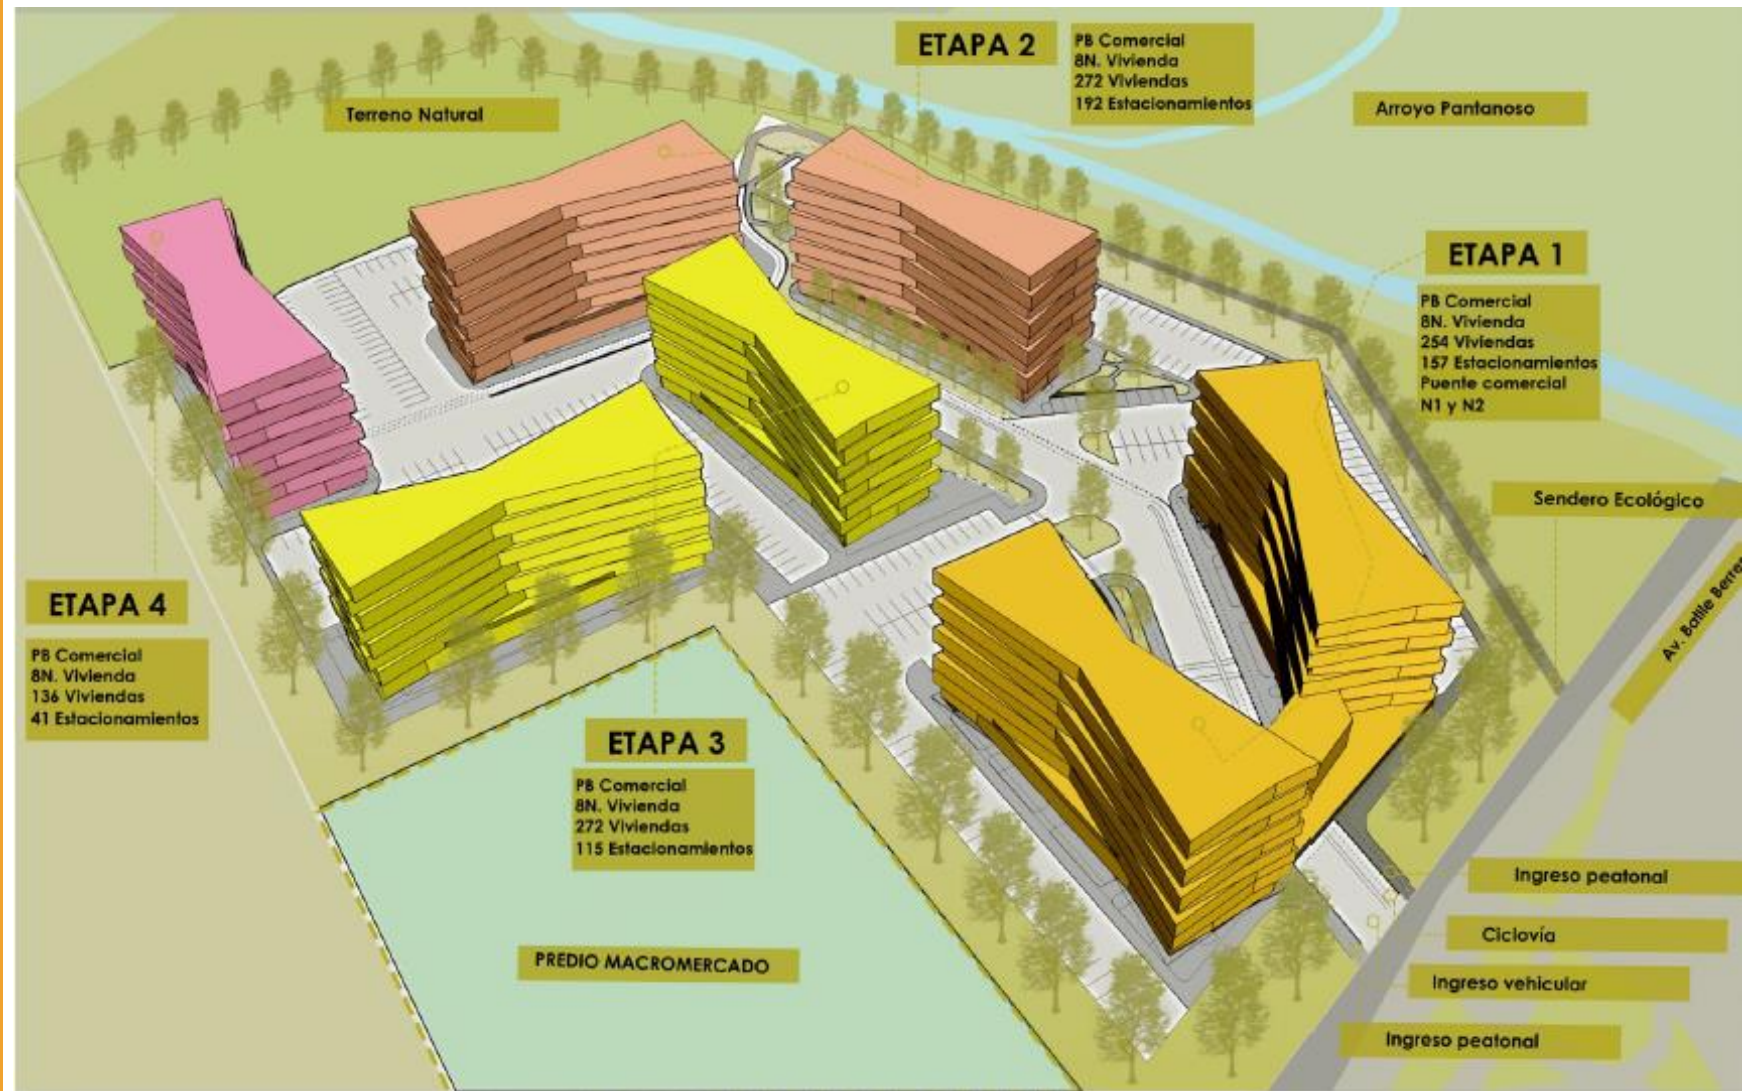 ETAPA 2
PB Comercial
8N. Vivienda
272 Viviendas
192 Estacionamientos
Terreno Natural
Arroyo Pantanoso
ETAPA 1
PB Comercial
8N. Vivienda
254 Viviendas
157 Estacionamientos
Puente comercial
N1 y N2
Sendero Ecológico
Av. Batlle Berres
ETAPA 4
PB Comercial
8N. Vivienda
136 Viviendas
41 Estacionamientos
ETAPA 3
PB Comercial
8N. Vivienda
272 Viviendas
115 Estacionamientos
PREDIO MACROMERCADO
Ingreso peatonal
Ciclovía
Ingreso vehicular
Ingreso peatonal